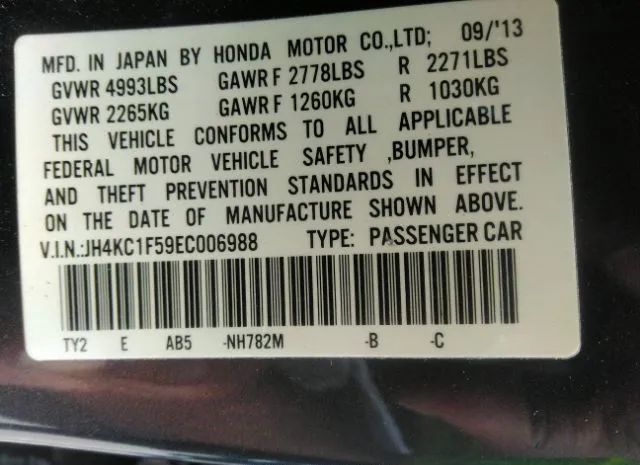 MFD. IN JAPAN BY HONDA MOTOR CO.,LTD; 09/'13
GVWR 4993LBS GAWR F 2778LBS R 2271LBS
GVWR 2265KG GAWR F 1260KG R 1030KG
THIS VEHICLE CONFORMS TO ALL APPLICABLE
FEDERAL MOTOR VEHICLE SAFETY ,BUMPER,
AND THEFT PREVENTION STANDARDS IN EFFECT
ON THE DATE OF MANUFACTURE SHOWN ABOVE.
V.I.N.:JH4KC1F59EC006988 TYPE: PASSENGER CAR
TY2 E AB5 -NH782M -B -C